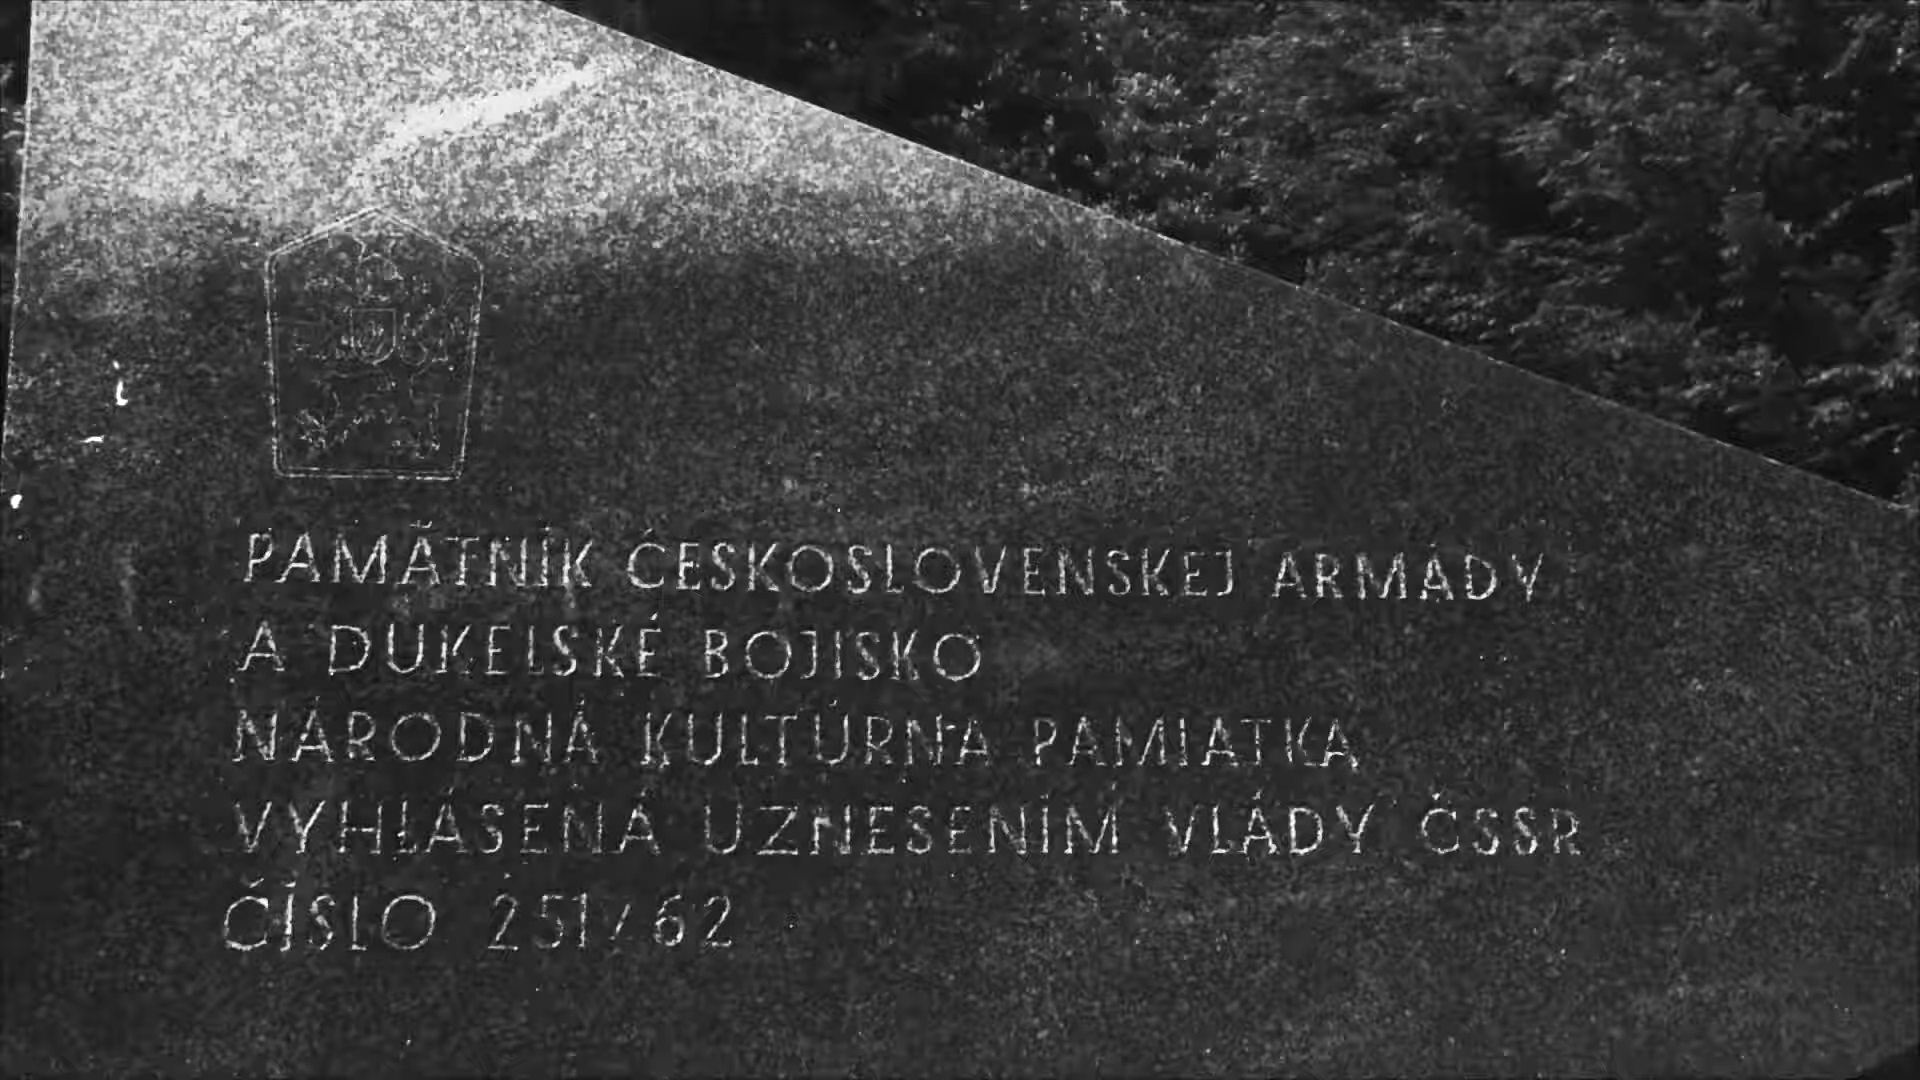 PAMÄTNÍK ČESKOSLOVENSKEJ ARMÁDY
A DUKELSKÉ BOJISKO
NÁRODNÁ KULTÚRNA PAMIATKA
VYHLÁSENÁ UZNESENÍM VLÁDY ČSSR
ČÍSLO 251/62